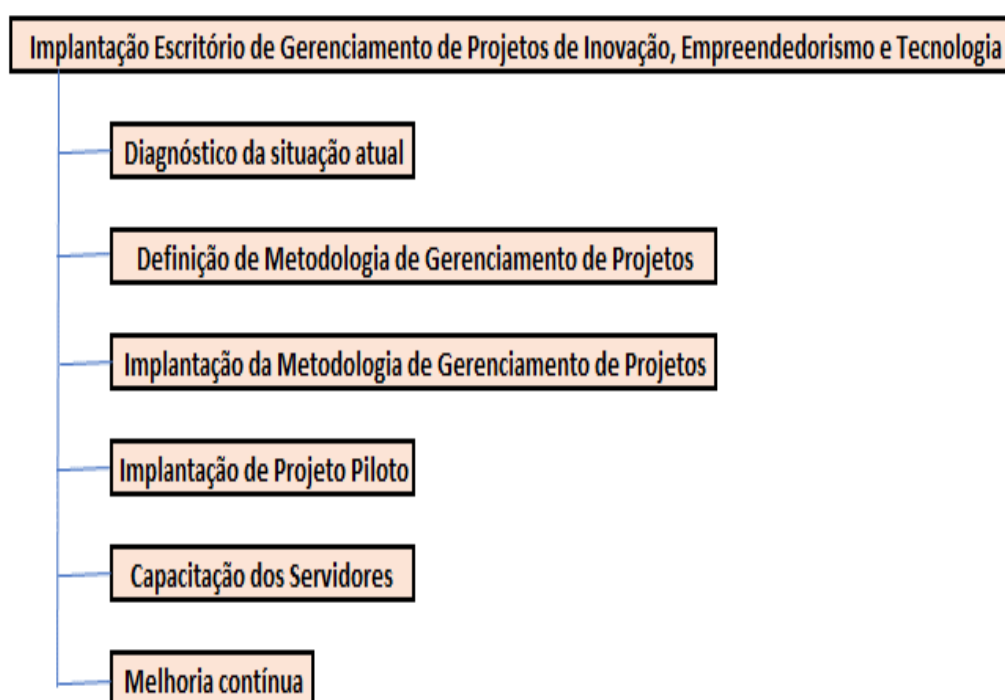 Implantação Escritório de Gerenciamento de Projetos de Inovação, Empreendedorismo e Tecnologia
Diagnóstico da situação atual
Definição de Metodologia de Gerenciamento de Projetos
Implantação da Metodologia de Gerenciamento de Projetos
Implantação de Projeto Piloto
Capacitação dos Servidores
Melhoria contínua